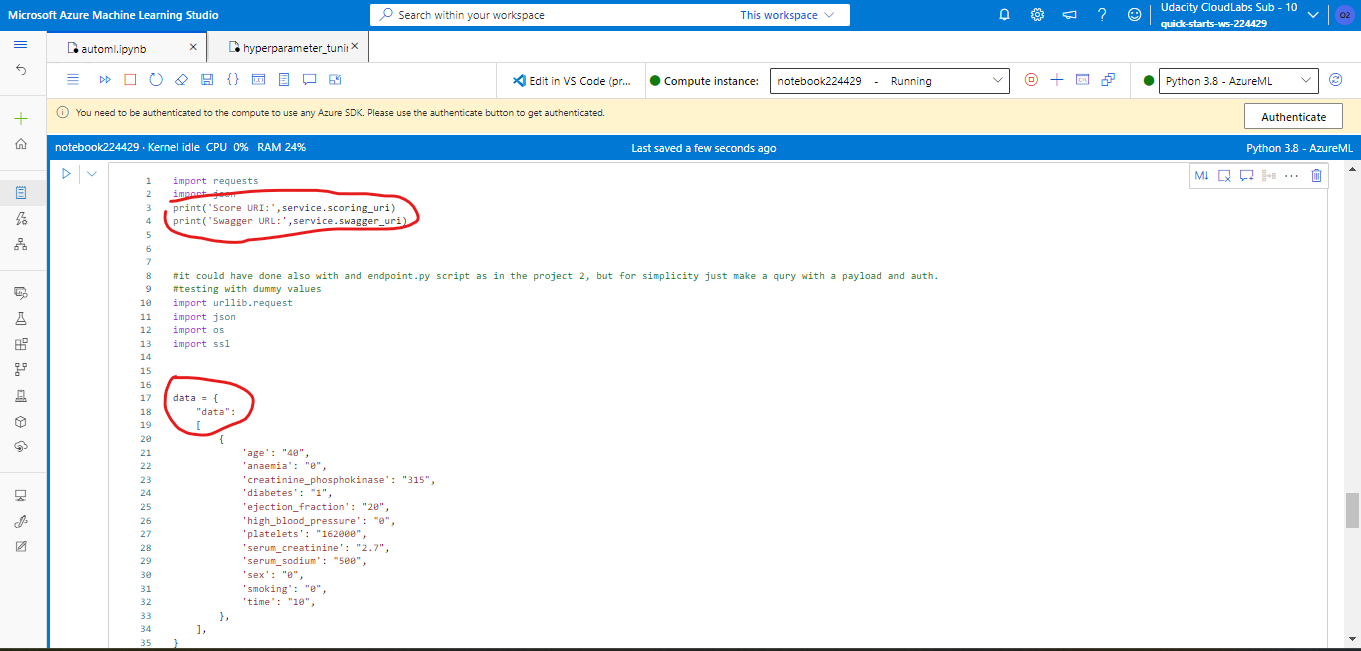 Microsoft Azure Machine Learning Studio
Search within your workspace
This workspace
Udacity CloudLabs Sub - 10
quick-starts-ws-224429
O2
automl.ipynb
hyperparameter_tunin
Edit in VS Code (pr...
Compute instance:
notebook224429 - Running
Python 3.8 - AzureML
You need to be authenticated to the compute to use any Azure SDK. Please use the authenticate button to get authenticated.
Authenticate
notebook224429 · Kernel idle CPU 0% RAM 24%
Last saved a few seconds ago
Python 3.8 - AzureML
M↓
1 import requests
2 import json
3 print('Score URI:',service.scoring_uri)
4 print('Swagger URL:',service.swagger_uri)
5
6
7
8 #it could have done also with and endpoint.py script as in the project 2, but for simplicity just make a qury with a payload and auth.
9 #testing with dummy values
10 import urllib.request
11 import json
12 import os
13 import ssl
14
15
16
17 data = {
18 "data":
19 [
20 {
21 'age': "40",
22 'anaemia': "0",
23 'creatinine_phosphokinase': "315",
24 'diabetes': "1",
25 'ejection_fraction': "20",
26 'high_blood_pressure': "0",
27 'platelets': "162000",
28 'serum_creatinine': "2.7",
29 'serum_sodium': "500",
30 'sex': "0",
31 'smoking': "0",
32 'time': "10",
33 },
34 ],
35 }